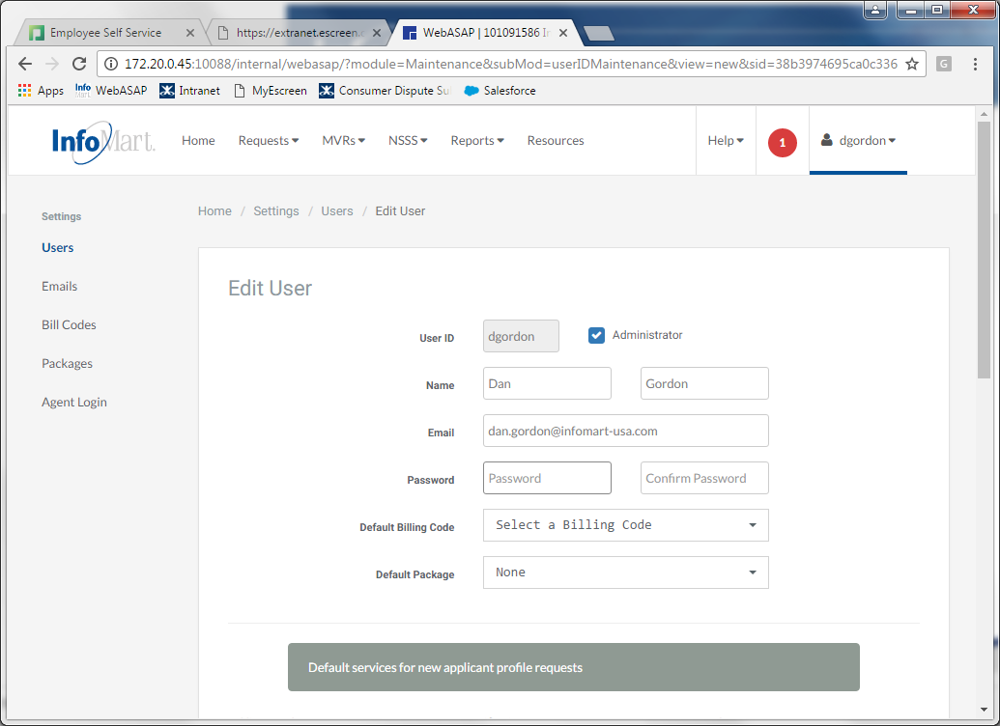 Employee Self Service
https://extranet.escreen.c
WebASAP | 101091586 In
172.20.0.45:10088/internal/webasap/?module=Maintenance&subMod=userIDMaintenance&view=new&sid=38b3974695ca0c336
G
Apps
Info Mart
WebASAP
Intranet
MyEscreen
Consumer Dispute Su
Salesforce
InfoMart.
Home
Requests
MVRs
NSSS
Reports
Resources
Help
1
dgordon
Settings
Users
Emails
Bill Codes
Packages
Agent Login
Home / Settings / Users / Edit User
Edit User
User ID
dgordon
Administrator
Name
Dan
Gordon
Email
dan.gordon@infomart-usa.com
Password
Password
Confirm Password
Default Billing Code
Select a Billing Code
Default Package
None
Default services for new applicant profile requests